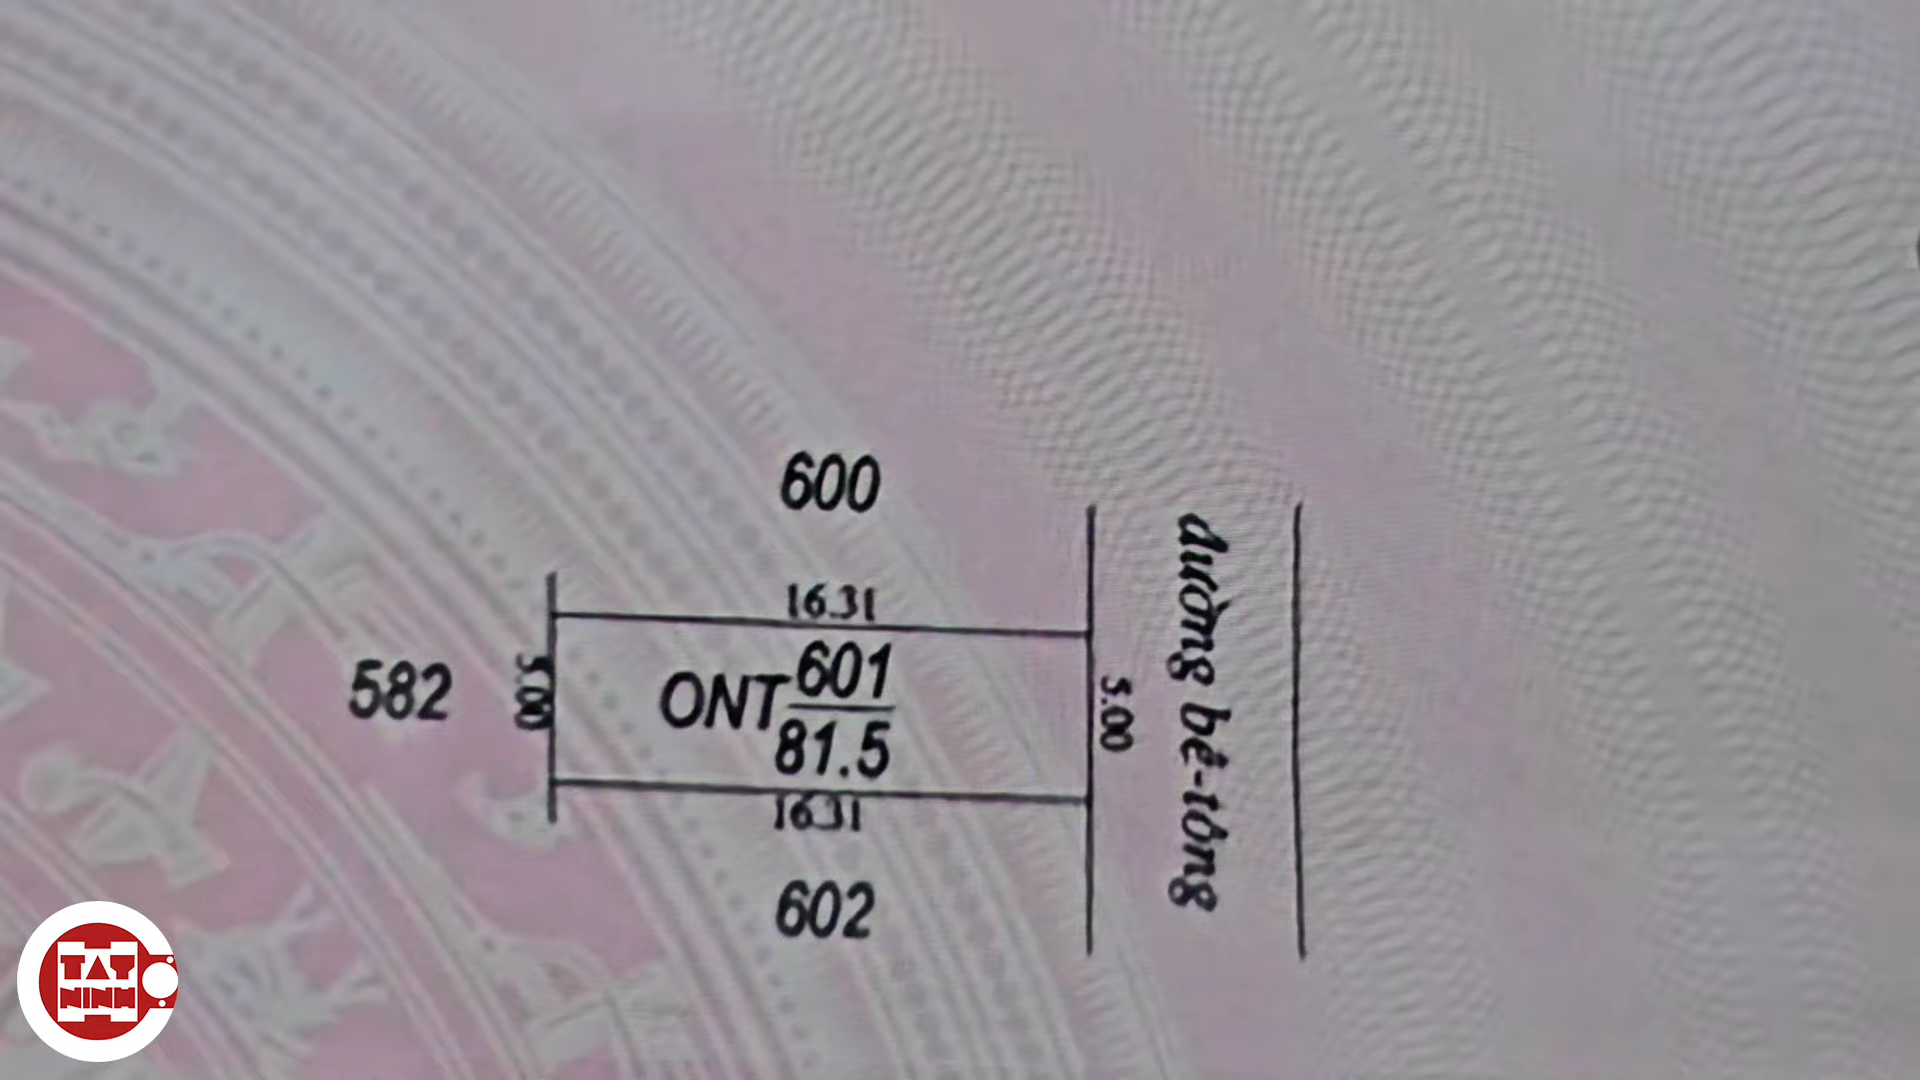 600
16.31
582
5.00
ONT 601
81.5
5.00
đường bê-tông
16.31
602
TAY
NINH